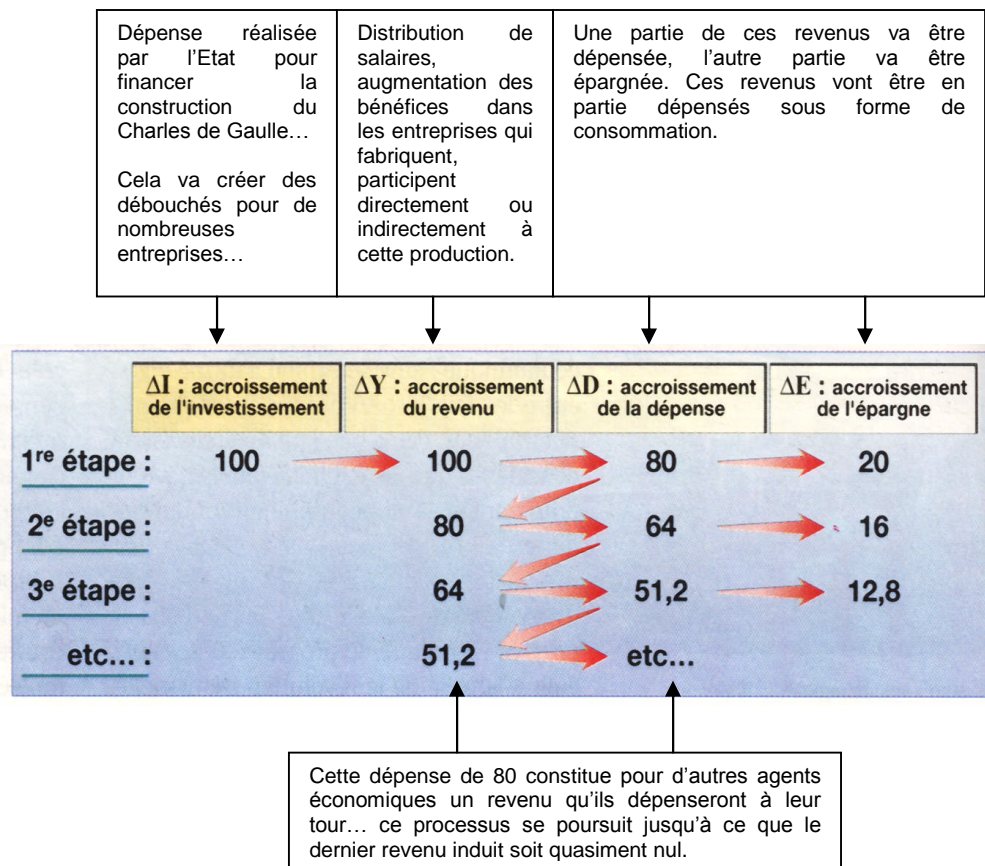 Dépense réalisée
par l'Etat pour
financer la
construction du
Charles de Gaulle…
Cela va créer des
débouchés pour de
nombreuses
entreprises…
Distribution de
salaires,
augmentation des
bénéfices dans
les entreprises qui
fabriquent,
participent
directement ou
indirectement à
cette production.
Une partie de ces revenus va être
dépensée, l'autre partie va être
épargnée. Ces revenus vont être en
partie dépensés sous forme de
consommation.
ΔI : accroissement
de l'investissement
ΔY : accroissement
du revenu
ΔD : accroissement
de la dépense
ΔE : accroissement
de l'épargne
1re étape : 100 100 80 20
2e étape : 80 64 16
3e étape : 64 51,2 12,8
etc... : 51,2 etc...
Cette dépense de 80 constitue pour d'autres agents
économiques un revenu qu'ils dépenseront à leur
tour… ce processus se poursuit jusqu'à ce que le
dernier revenu induit soit quasiment nul.